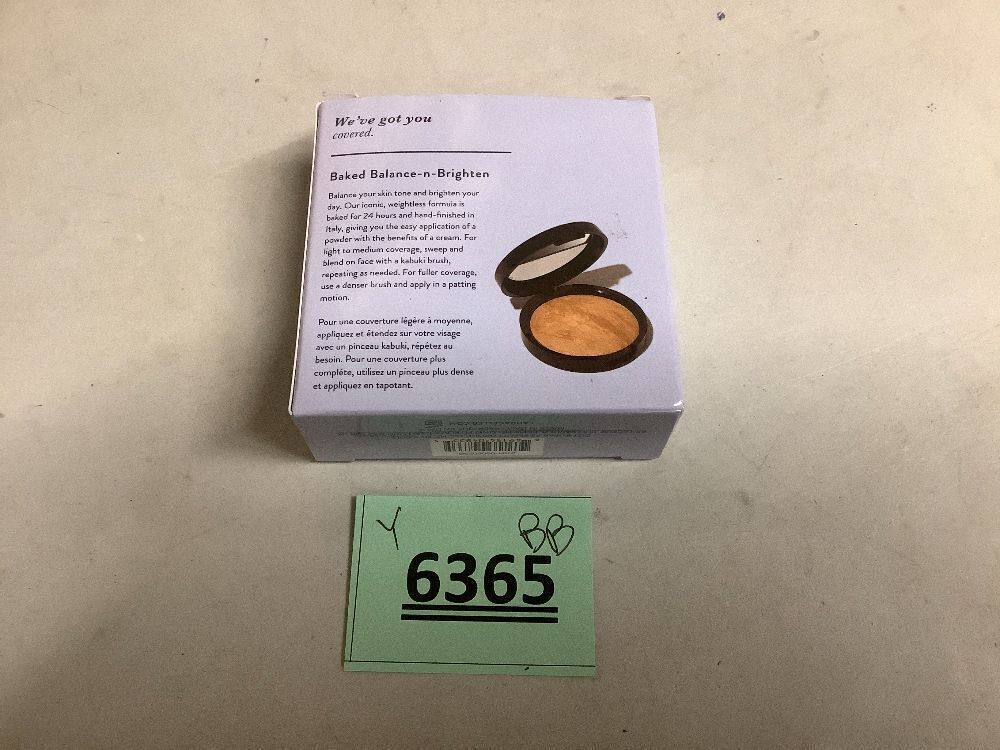 We've got you
covered.
Baked Balance-n-Brighten
Balance your skin tone and brighten your
day. Our iconic, weightless formula is
baked for 24 hours and hand-finished in
Italy, giving you the easy application of a
powder with the benefits of a cream. For
light to medium coverage, sweep and
blend on face with a kabuki brush,
repeating as needed. For fuller coverage,
use a denser brush and apply in a patting
motion.
Pour une couverture légère à moyenne,
appliquez et étendez sur votre visage
avec un pinceau kabuki, répétez au
besoin. Pour une couverture plus
complète, utilisez un pinceau plus dense
et appliquez en tapotant.
Y BB
6365